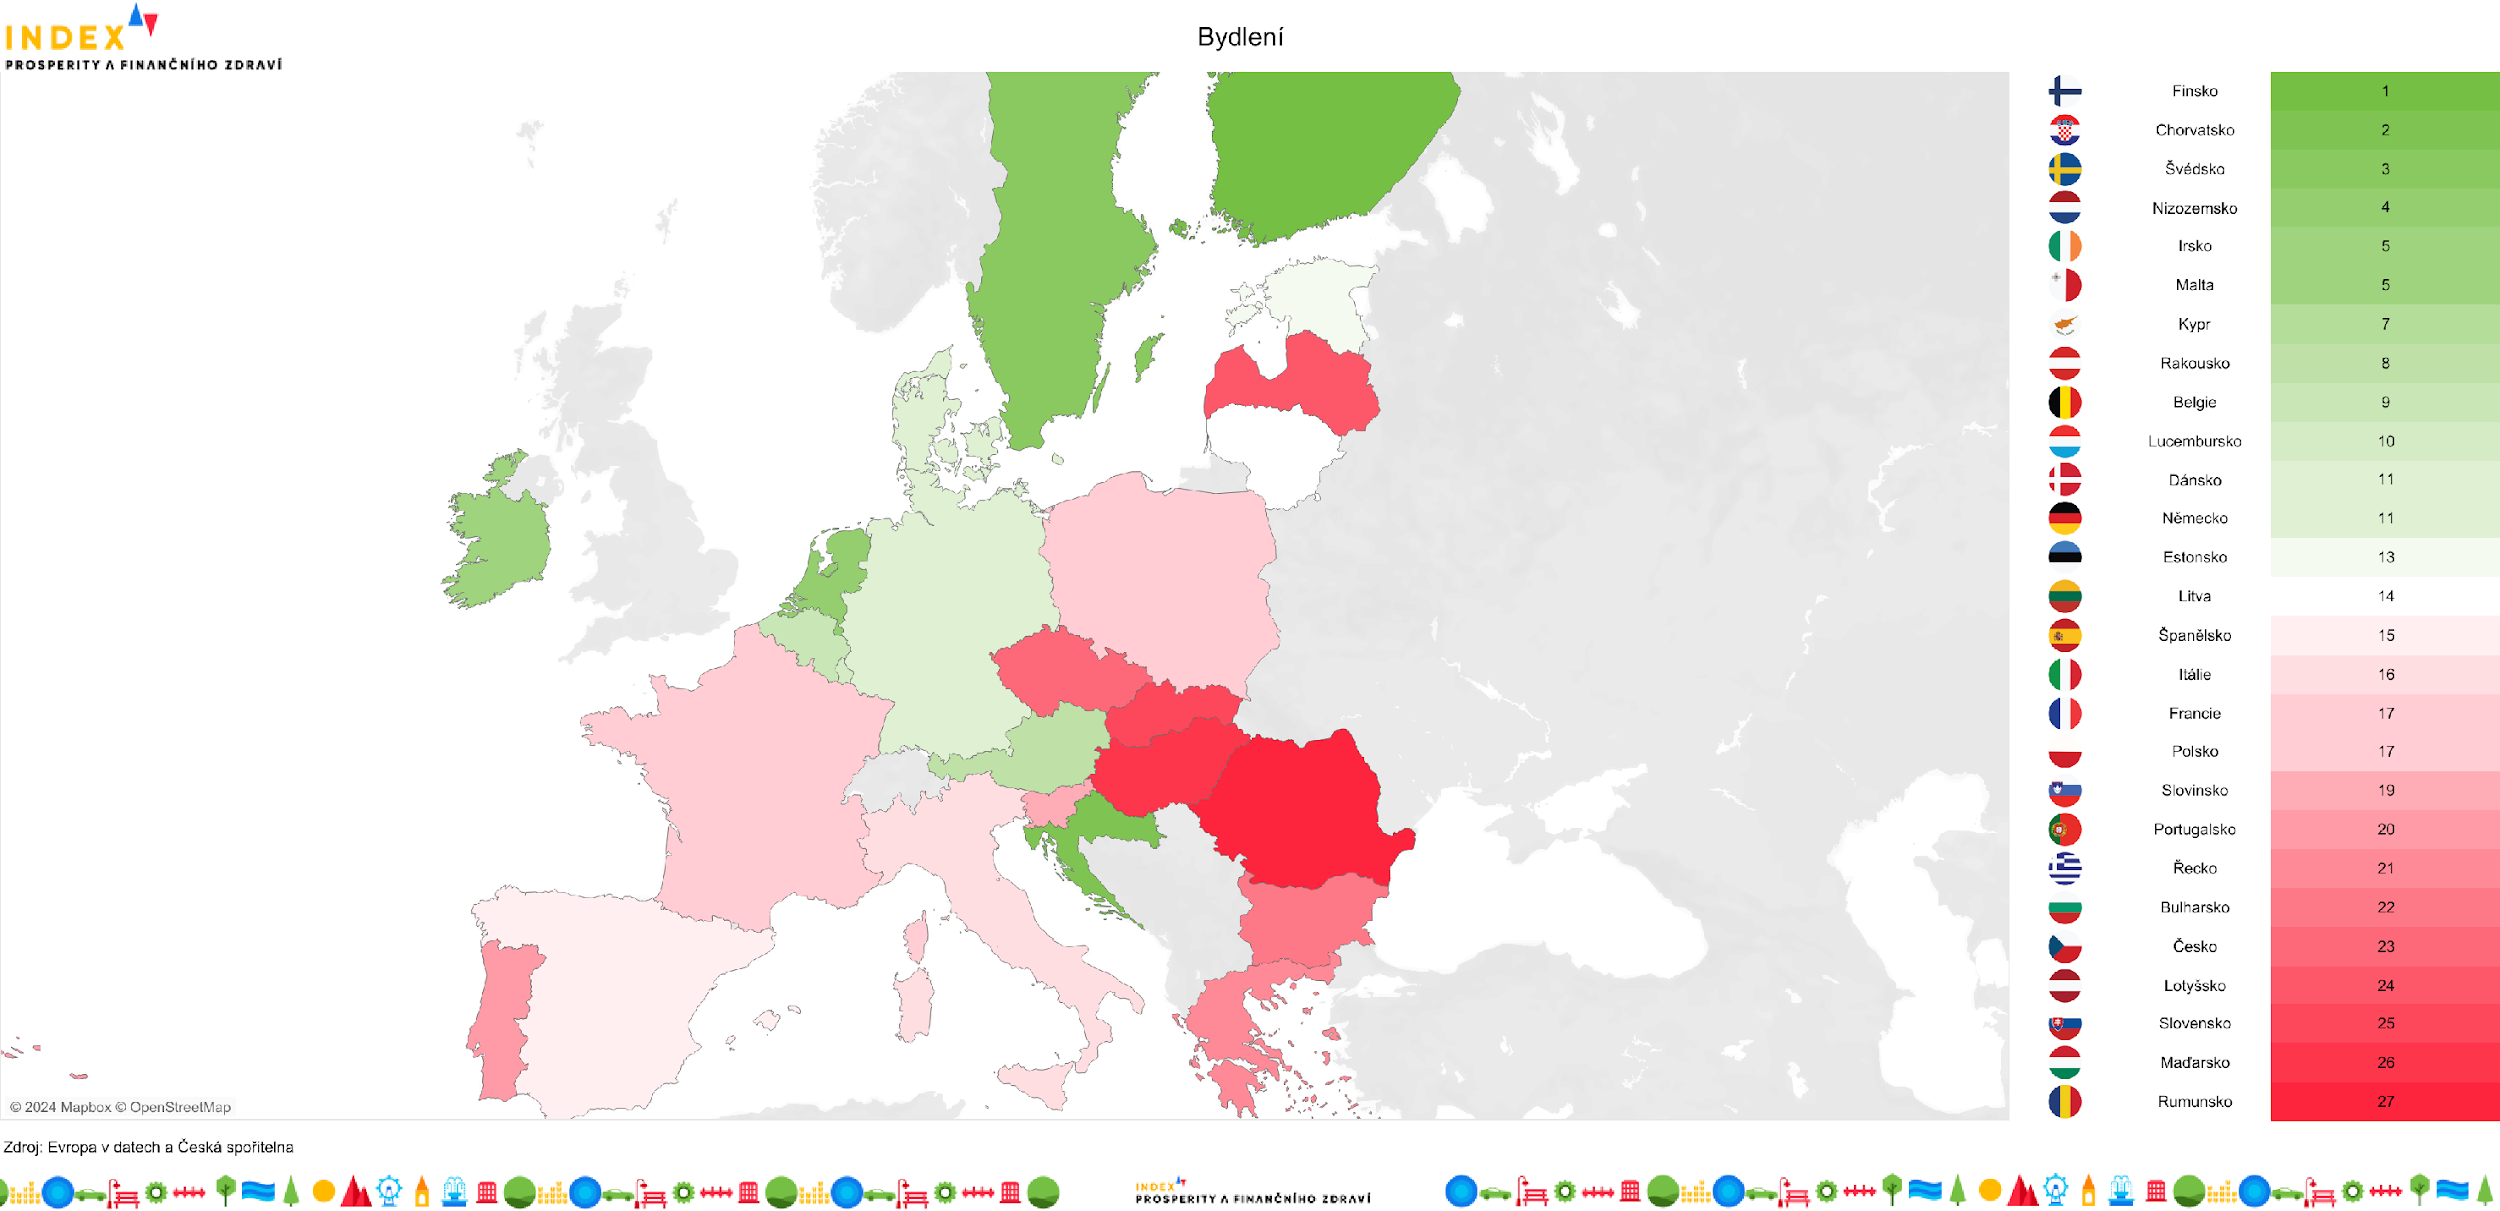 INDEX
PROSPERITY A FINANČNÍHO ZDRAVÍ
Bydlení
Finsko 1
Chorvatsko 2
Švédsko 3
Nizozemsko 4
Irsko 5
Malta 5
Kypr 7
Rakousko 8
Belgie 9
Lucembursko 10
Dánsko 11
Německo 11
Estonsko 13
Litva 14
Španělsko 15
Itálie 16
Francie 17
Polsko 17
Slovinsko 19
Portugalsko 20
Řecko 21
Bulharsko 22
Česko 23
Lotyšsko 24
Slovensko 25
Maďarsko 26
Rumunsko 27
© 2024 Mapbox © OpenStreetMap
Zdroj: Evropa v datech a Česká spořitelna
INDEX
PROSPERITY A FINANČNÍHO ZDRAVÍ